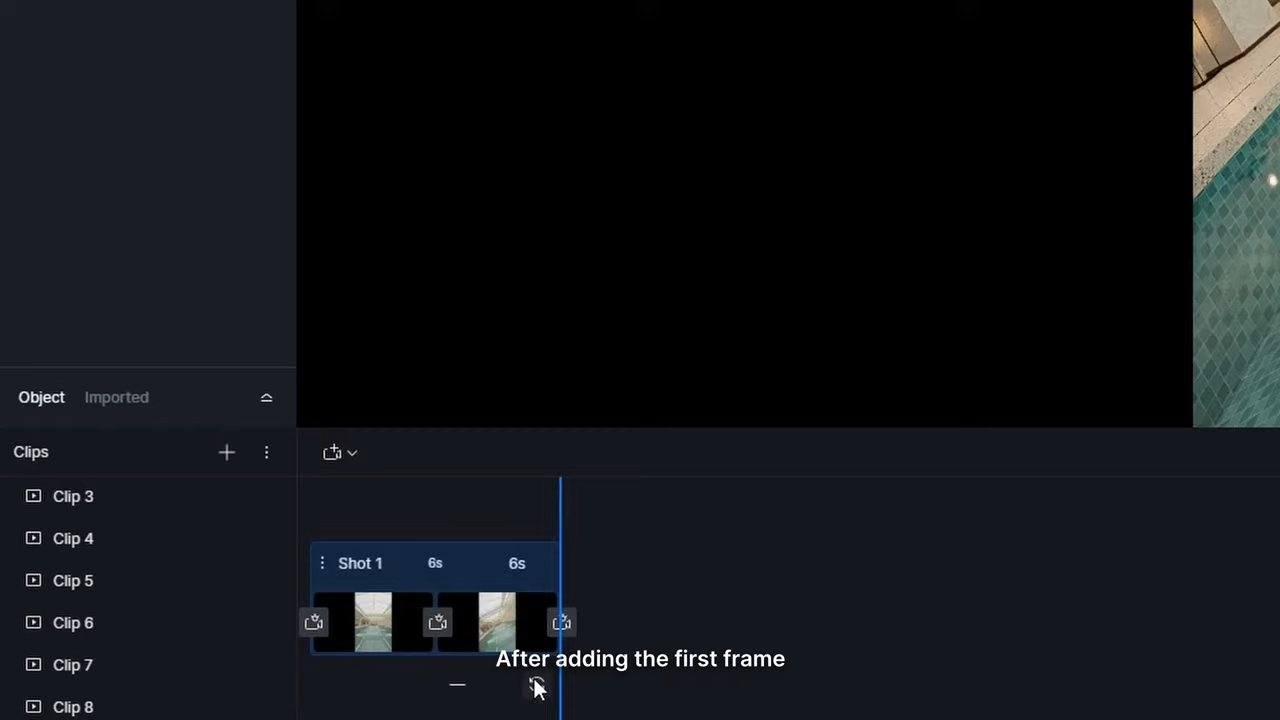 Object Imported
Clips
Clip 3
Clip 4
Clip 5
Clip 6
Clip 7
Clip 8
Shot 1 6s 6s
After adding the first frame